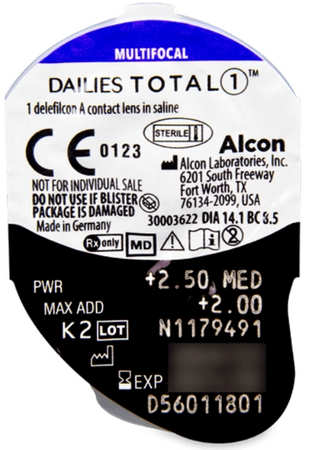 MULTIFOCAL
DAILIES TOTAL 1™
1 delefilcon A contact lens in saline
CE 0123
STERILE
Alcon
Alcon Laboratories, Inc.
6201 South Freeway
Fort Worth, TX
76134-2099, USA
NOT FOR INDIVIDUAL SALE
DO NOT USE IF BLISTER
PACKAGE IS DAMAGED
Made in Germany
30003622 DIA 14.1 BC 8.5
Rx only MD
PWR +2.50 MED
MAX ADD +2.00
K2 LOT N1179491
EXP
D56011801